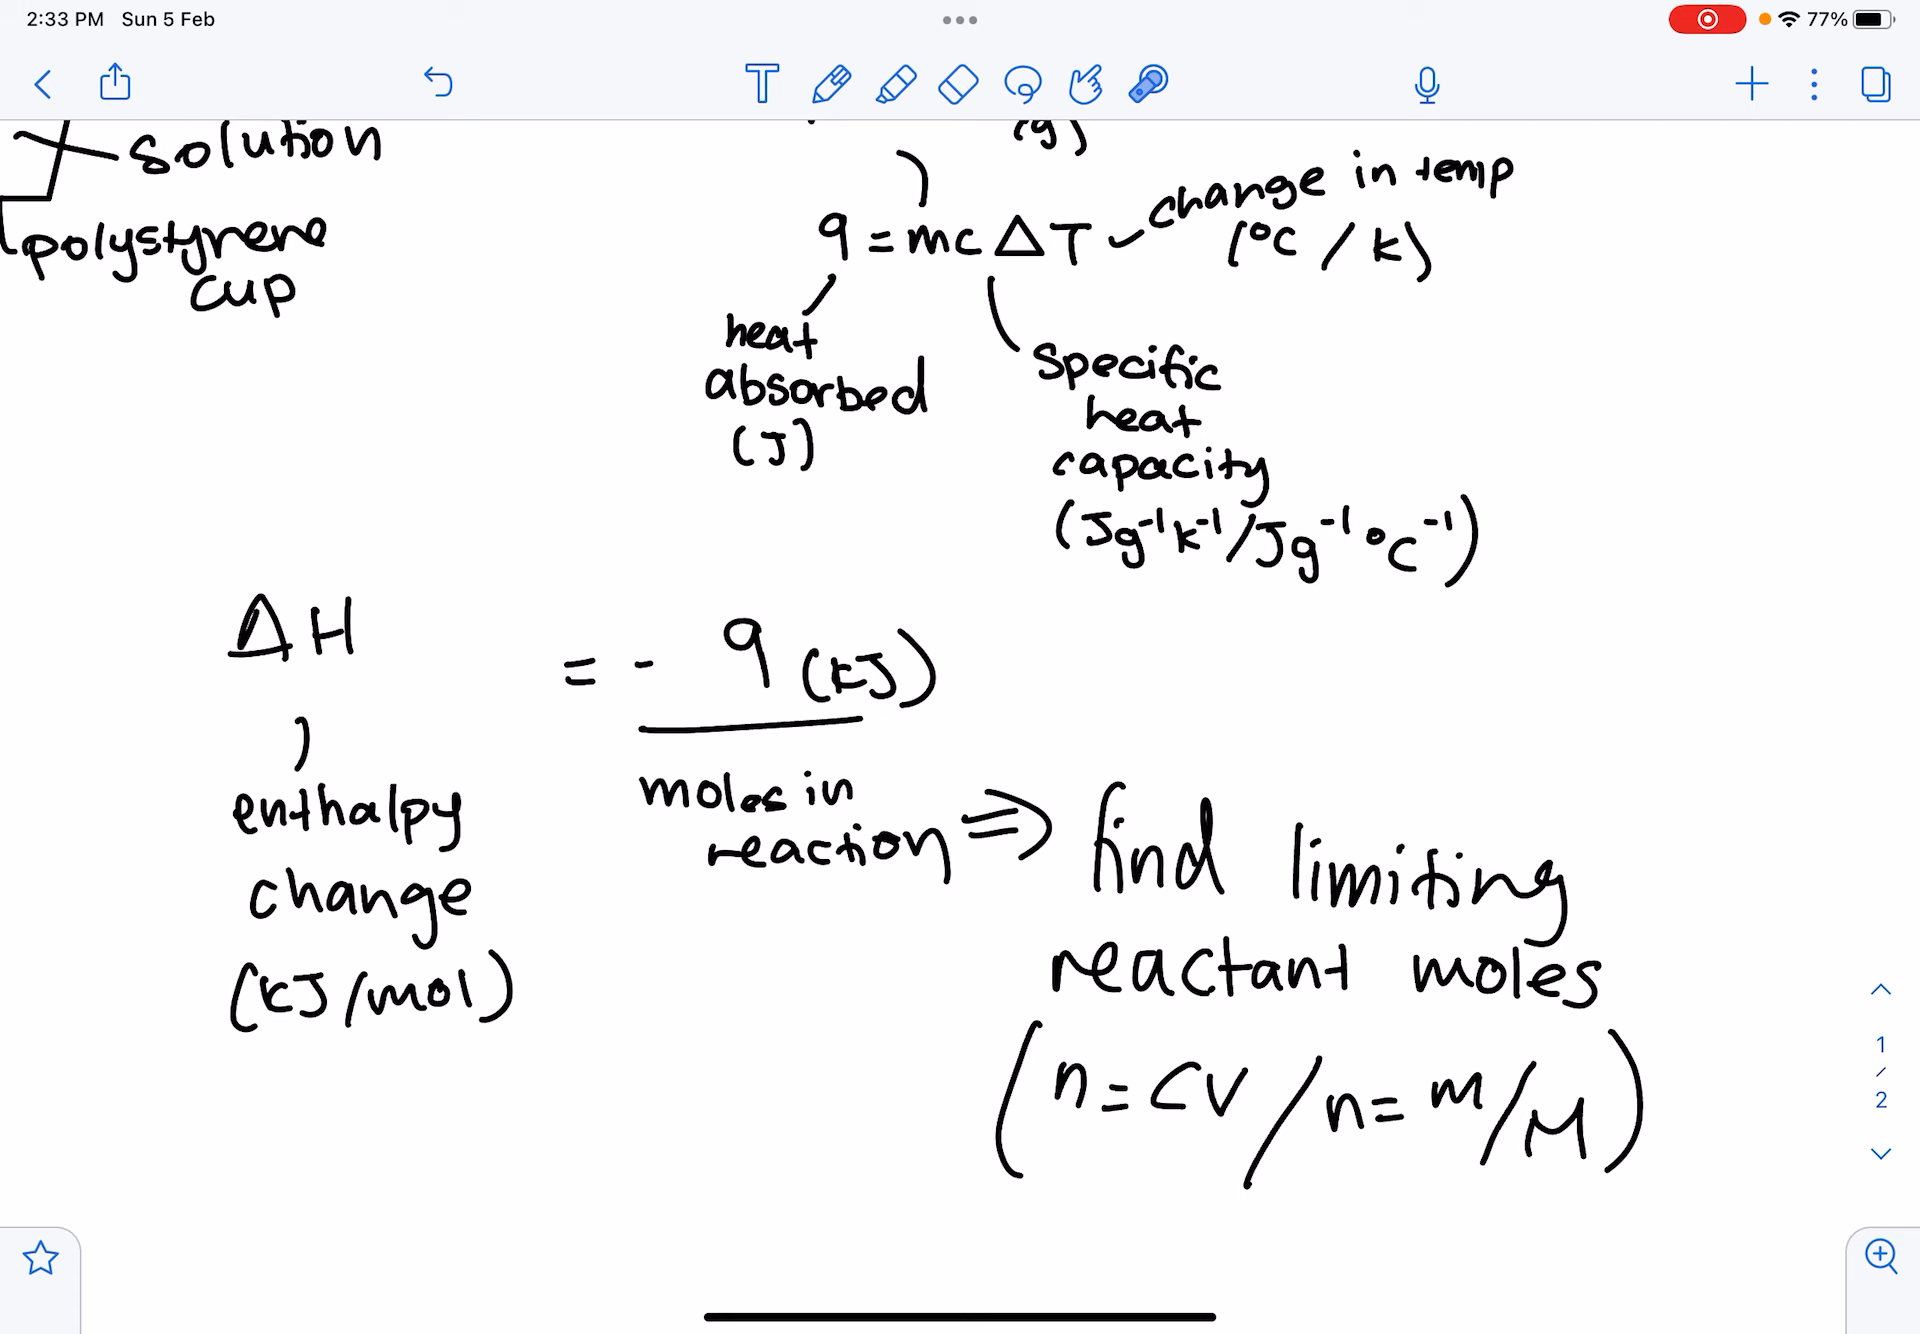 2:33 PM Sun 5 Feb
77%
T
solution
polystyrene
cup
(g)
q = mc ΔT
change in temp
(°C / K)
heat
absorbed
(J)
specific
heat
capacity
(Jg⁻¹K⁻¹/Jg⁻¹°C⁻¹)
ΔH = - q (kJ)
moles in
reaction
enthalpy
change
(kJ/mol)
⇒ find limiting
reactant moles
(n = CV / n = m/M)
1
/
2